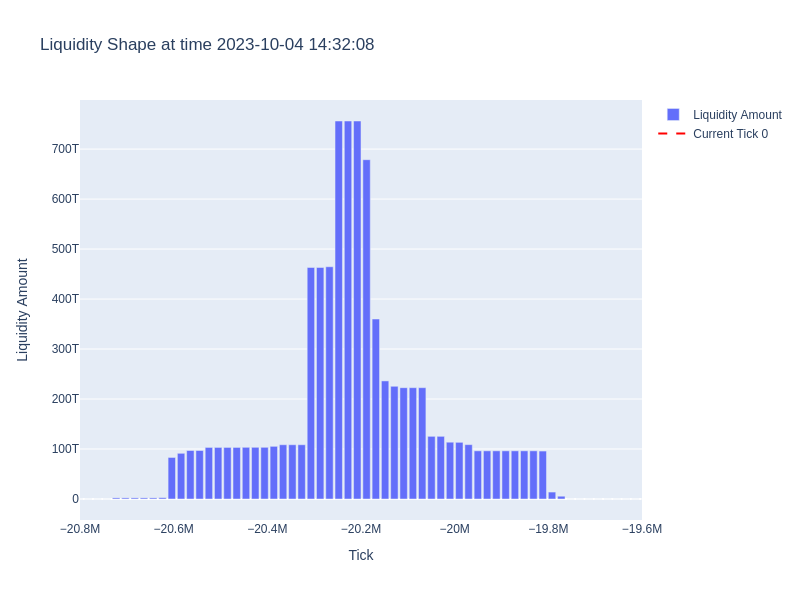 Liquidity Shape at time 2023-10-04 14:32:08
Liquidity Amount
Current Tick 0
Liquidity Amount
700T
600T
500T
400T
300T
200T
100T
0
−20.8M
−20.6M
−20.4M
−20.2M
−20M
−19.8M
−19.6M
Tick